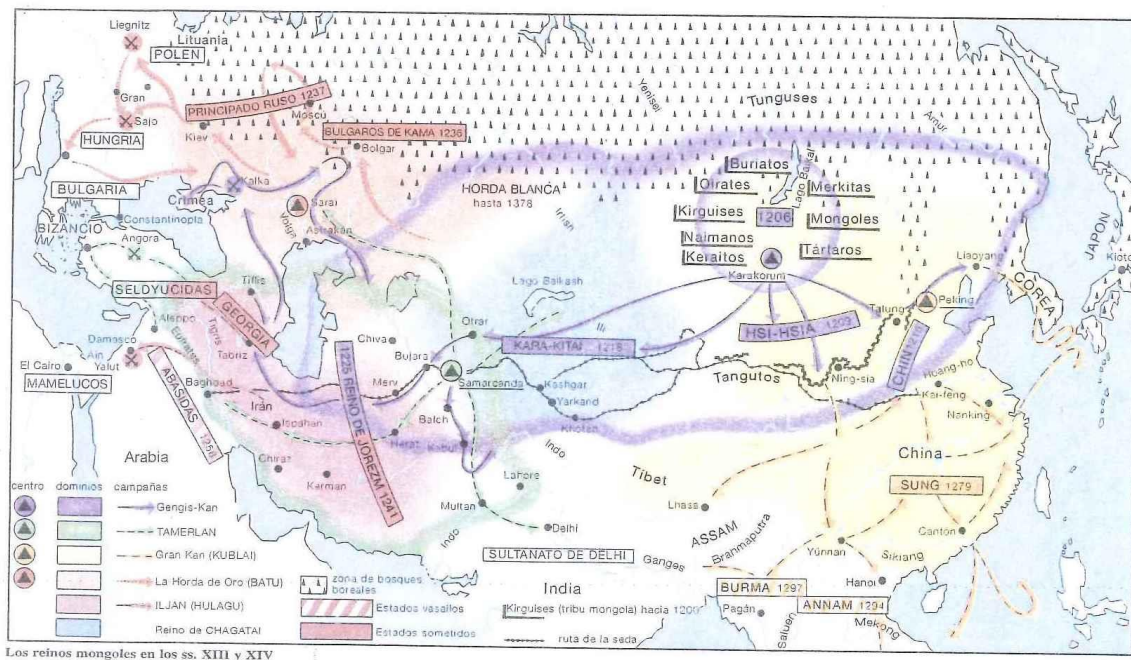 Liegnitz
Lituania
POLEN
Gran
Sajo
HUNGRIA
PRINCIPADO RUSO 1237
Moscú
Kiev
BULGAROS DE KAMA 1236
Bolgar
BULGARIA
Crimea
Kalka
Constantinopla
BIZANCIO
Angora
Sarai
Volga
Astrakán
HORDA BLANCA
hasta 1378
Irtish
Yenisei
Tunguses
Amur
Buriatos
Oirates
Lago Baikal
Merkitas
Kirguises
1206
Mongoles
Naimanos
Keraitos
Tártaros
Karakorum
Liaoyang
JAPON
Kioto
COREA
SELDYUCIDAS
Tiflis
GEORGIA
Aleppo
Eufrates
Tigris
Tabriz
Damasco
Ain
Yalut
El Cairo
MAMELUCOS
ABASIDAS 1258
Baghdad
Irán
Ispahan
Chiraz
Karman
Arabia
Lago Balkash
Otrar
Chiva
Bujara
Merv
Samarcanda
Balch
Herat
Kabul
1225 REINO DE JOREZM 1241
Ili
KARA-KITAI 1218
Kashgar
Yarkand
Khotan
Indo
Lahore
Multan
Indo
Delhi
HSI-HSIA 1209
Talung
Peking
CHIN 1215
Tangutos
Ning-sia
Huang-ho
Kai-feng
Nanking
China
SUNG 1279
Tibet
Lhass
ASSAM
Branmaputra
Yünnan
Cantón
Sikiang
SULTANATO DE DELHI
Ganges
India
BURMA 1297
Pagán
Saluen
Hanoi
ANNAM 1294
Mekong
centro
dominios
campañas
Gengis-Kan
TAMERLAN
Gran Kan (KUBLAI)
La Horda de Oro (BATU)
ILJAN (HULAGU)
Reino de CHAGATAI
zona de bosques
boreales
Estados vasallos
Estados sometidos
Kirguises (tribu mongola) hacia 1200
ruta de la seda
Los reinos mongoles en los ss. XIII y XIV